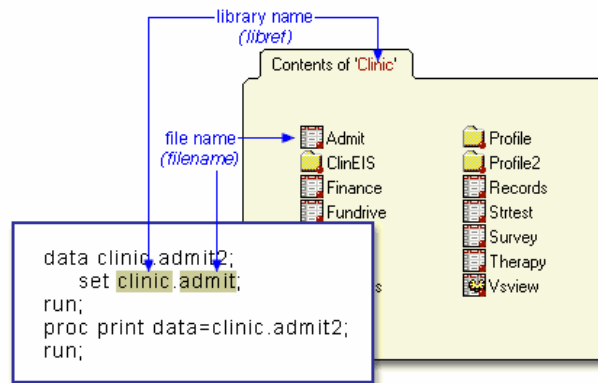 library name
(libref)
Contents of 'Clinic'
file name
(filename)
Admit
ClinEIS
Finance
Fundrive
Profile
Profile2
Records
Strtest
Survey
Therapy
Vsview
s
data clinic.admit2;
set clinic.admit;
run;
proc print data=clinic.admit2;
run;